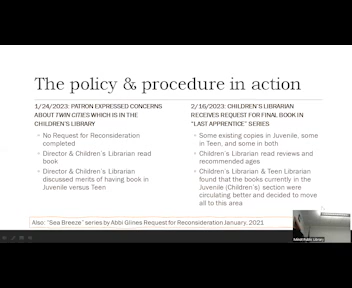 The policy & procedure in action
1/24/2023: PATRON EXPRESSED CONCERNS
ABOUT TWIN CITIES WHICH IS IN THE
CHILDREN'S LIBRARY
No Request for Reconsideration
completed
Director & Children's Librarian read
book
Director & Children's Librarian
discussed merits of having book in
Juvenile versus Teen
2/16/2023: CHILDREN'S LIBRARIAN
RECEIVES REQUEST FOR FINAL BOOK IN
"LAST APPRENTICE" SERIES
Some existing copies in Juvenile, some
in Teen, and some in both
Children's Librarian read reviews and
recommended ages
Children's Librarian & Teen Librarian
found that the books currently in the
Juvenile (Children's) section were
circulating better and decided to move
all to this area
Also: "Sea Breeze" series by Abbi Glines Request for Reconsideration January, 2021
Public Library